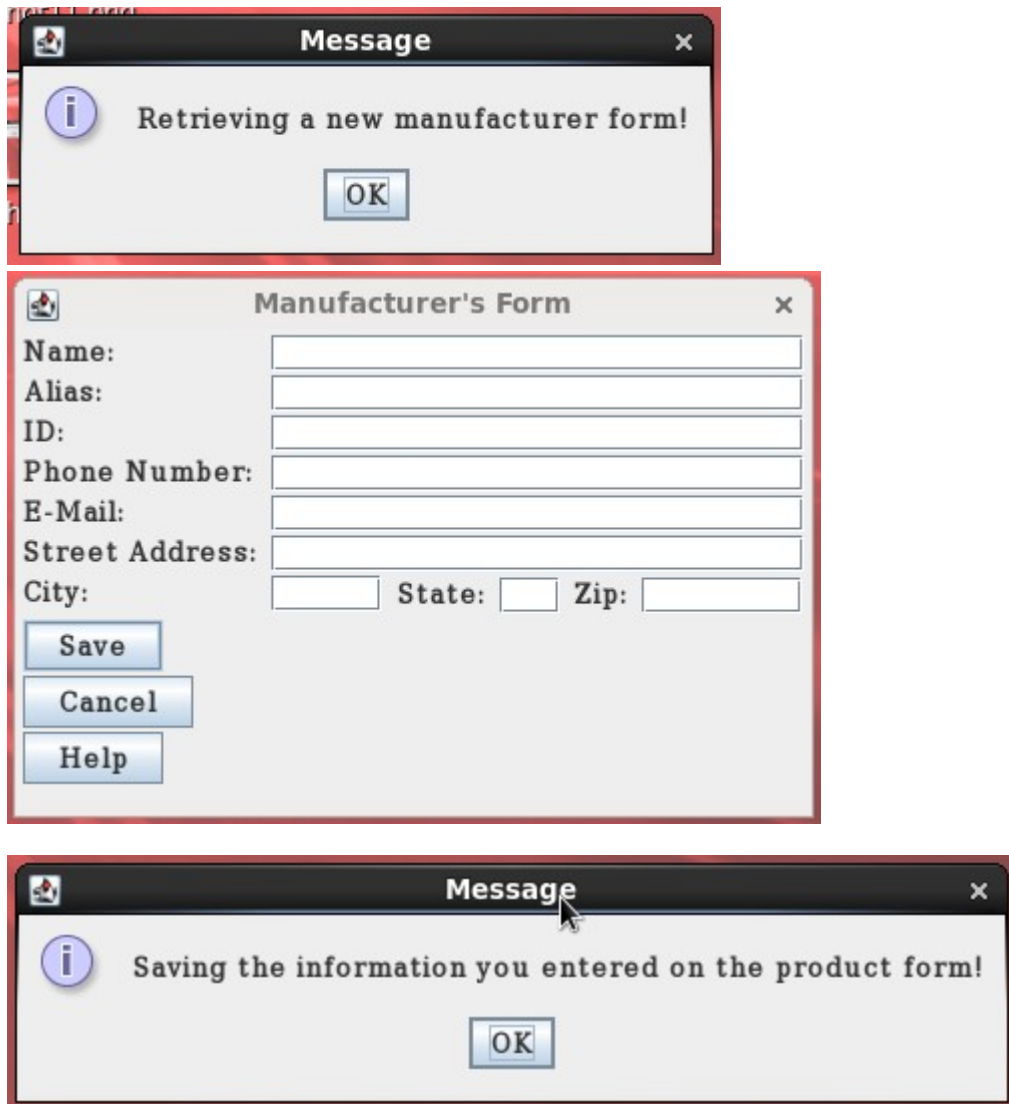 Message
Retrieving a new manufacturer form!
OK
Manufacturer's Form
Name:
Alias:
ID:
Phone Number:
E-Mail:
Street Address:
City: State: Zip:
Save
Cancel
Help
Message
Saving the information you entered on the product form!
OK